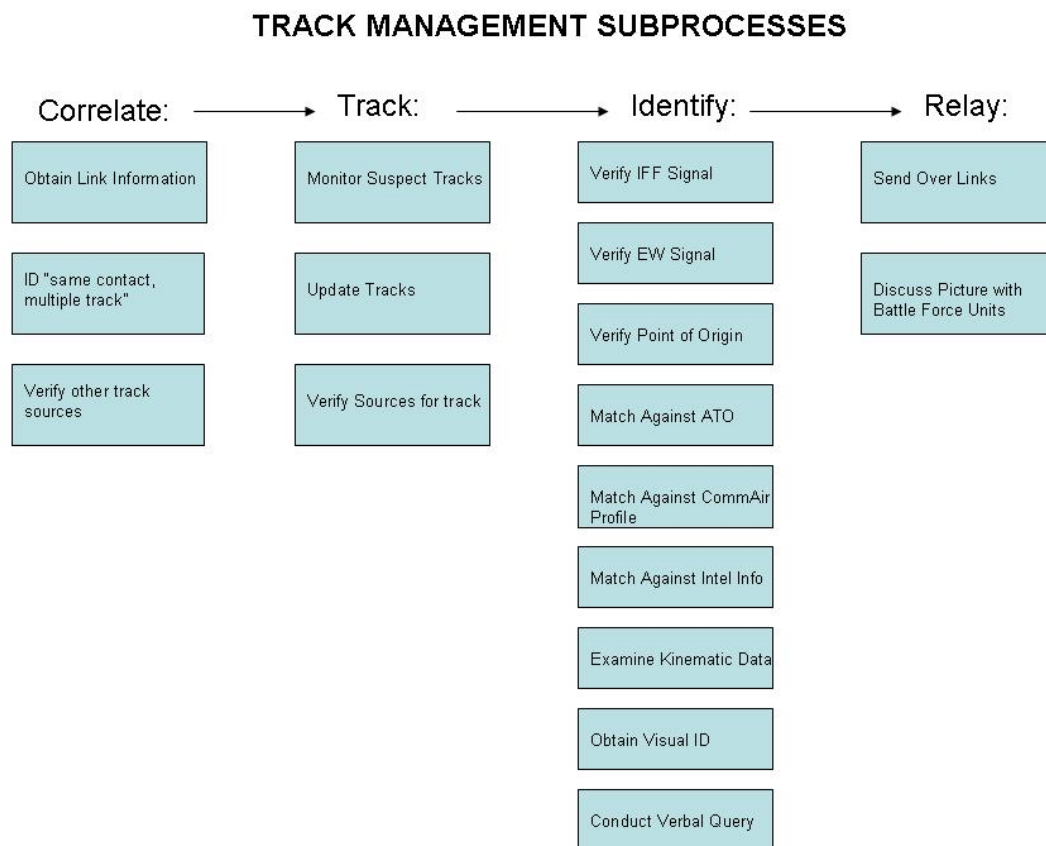 TRACK MANAGEMENT SUBPROCESSES
Correlate:
Track:
Identify:
Relay:
Obtain Link Information
ID "same contact,
multiple track"
Verify other track
sources
Monitor Suspect Tracks
Update Tracks
Verify Sources for track
Verify IFF Signal
Verify EW Signal
Verify Point of Origin
Match Against ATO
Match Against CommAir
Profile
Match Against Intel Info
Examine Kinematic Data
Obtain Visual ID
Conduct Verbal Query
Send Over Links
Discuss Picture with
Battle Force Units